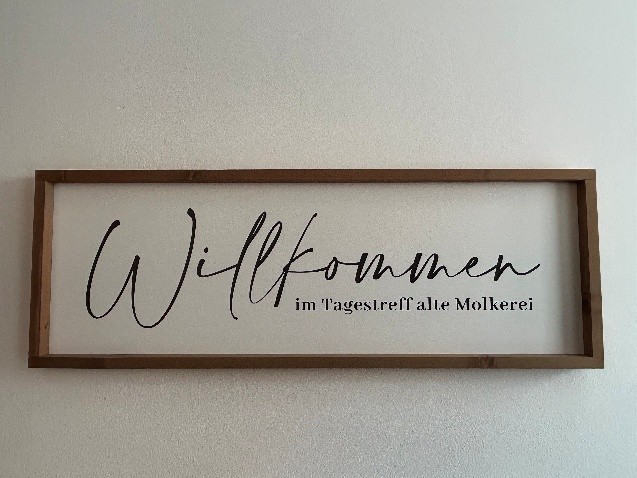 Willkommen
im Tagestreff alte Molkerei